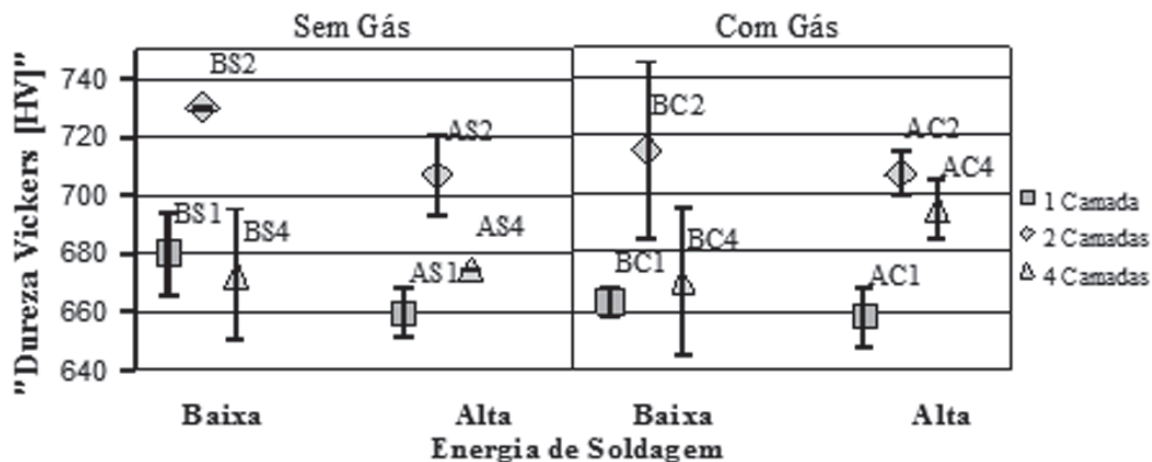 Sem Gás
Com Gás
"Dureza Vickers [HV]"
740
720
700
680
660
640
BS2
BS1
BS4
AS2
AS4
AS1
BC2
BC4
BC1
AC2
AC4
AC1
1 Camada
2 Camadas
4 Camadas
Baixa
Alta
Baixa
Alta
Energia de Soldagem